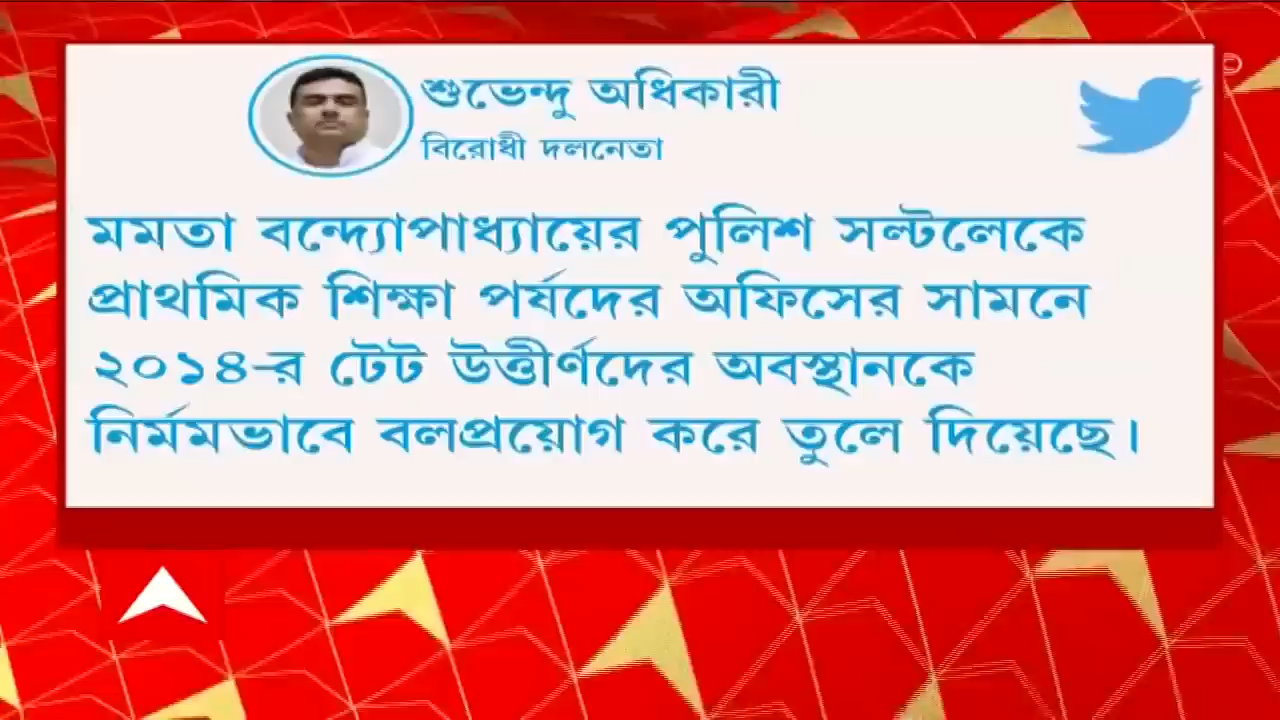 শুভেন্দু অধিকারী
বিরোধী দলনেতা
মমতা বন্দ্যোপাধ্যায়ের পুলিশ সল্টলেকে
প্রাথমিক শিক্ষা পর্ষদের অফিসের সামনে
২০১৪-র টেট উত্তীর্ণদের অবস্থানকে
নির্মমভাবে বলপ্রয়োগ করে তুলে দিয়েছে।